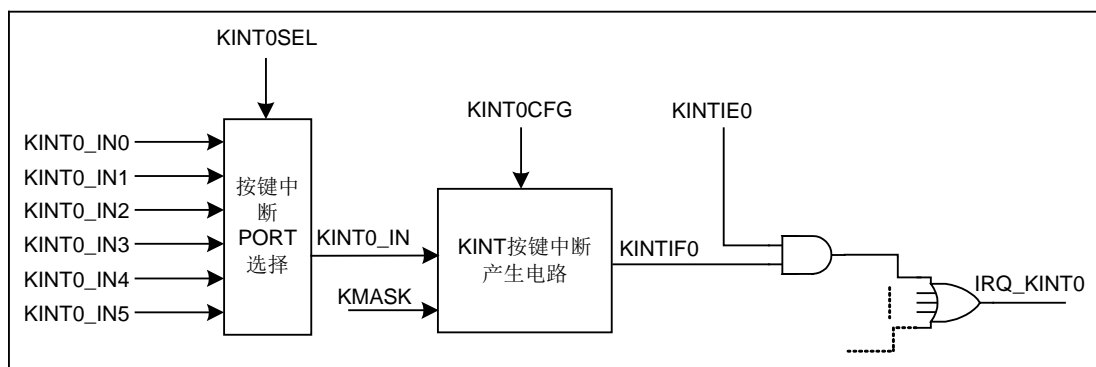 KINT0SEL
KINT0CFG
KINTIE0
KINT0_IN0
KINT0_IN1
KINT0_IN2
KINT0_IN3
KINT0_IN4
KINT0_IN5
按键中
断
PORT
选择
KINT0_IN
KMASK
KINT按键中断
产生电路
KINTIF0
IRQ_KINT0